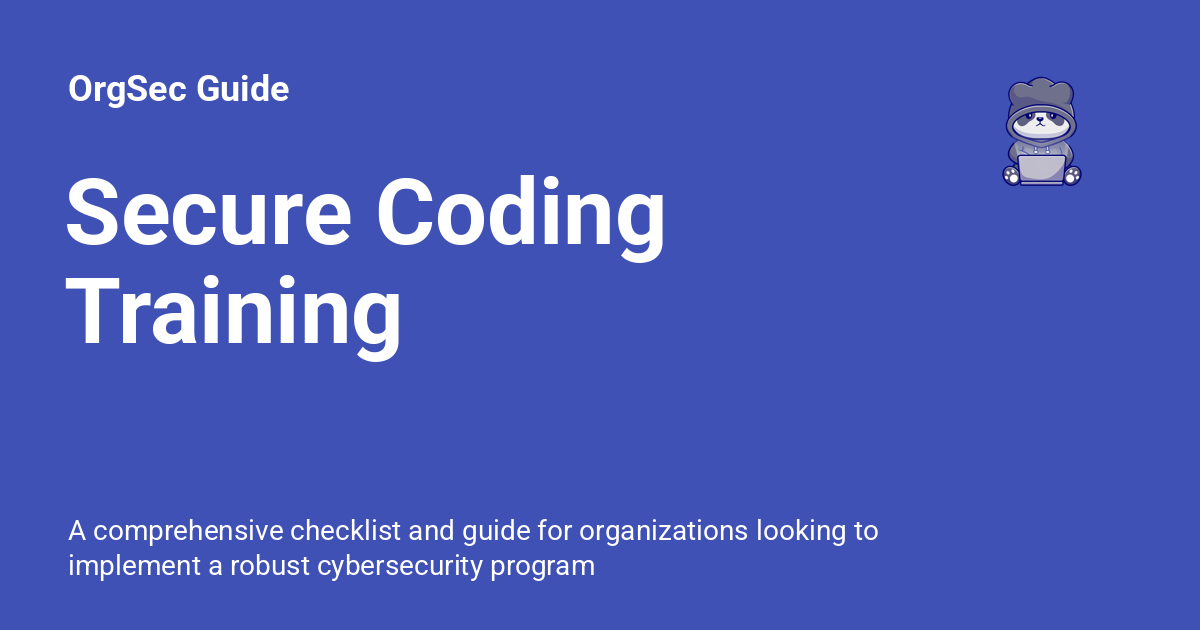 OrgSec Guide
Secure Coding
Training
A comprehensive checklist and guide for organizations looking to
implement a robust cybersecurity program